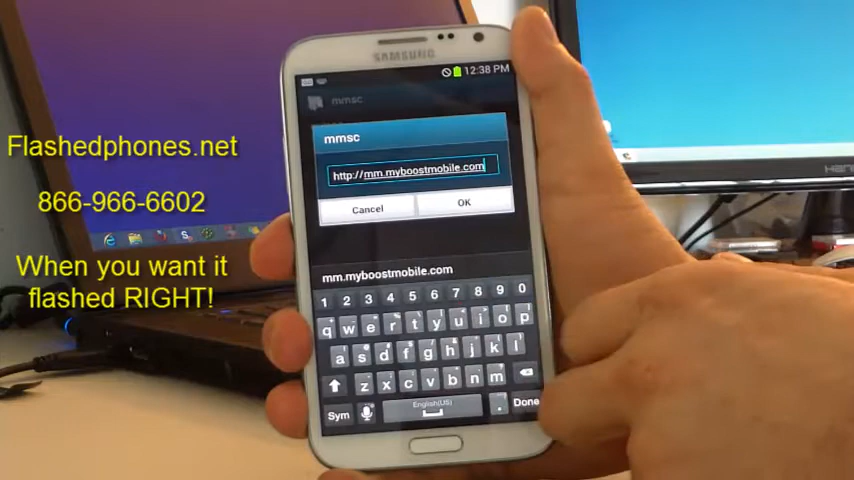 Flashedphones.net
866-966-6602
When you want it
flashed RIGHT!
SAMSUNG
12:38 PM
mmsc
mmsc
http://mm.myboostmobile.com
Cancel OK
mm.myboostmobile.com
1 2 3 4 5 6 7 8 9 0
q w e r t y u i o p
a s d f g h j k l
z x c v b n m
Sym English(US) . Done